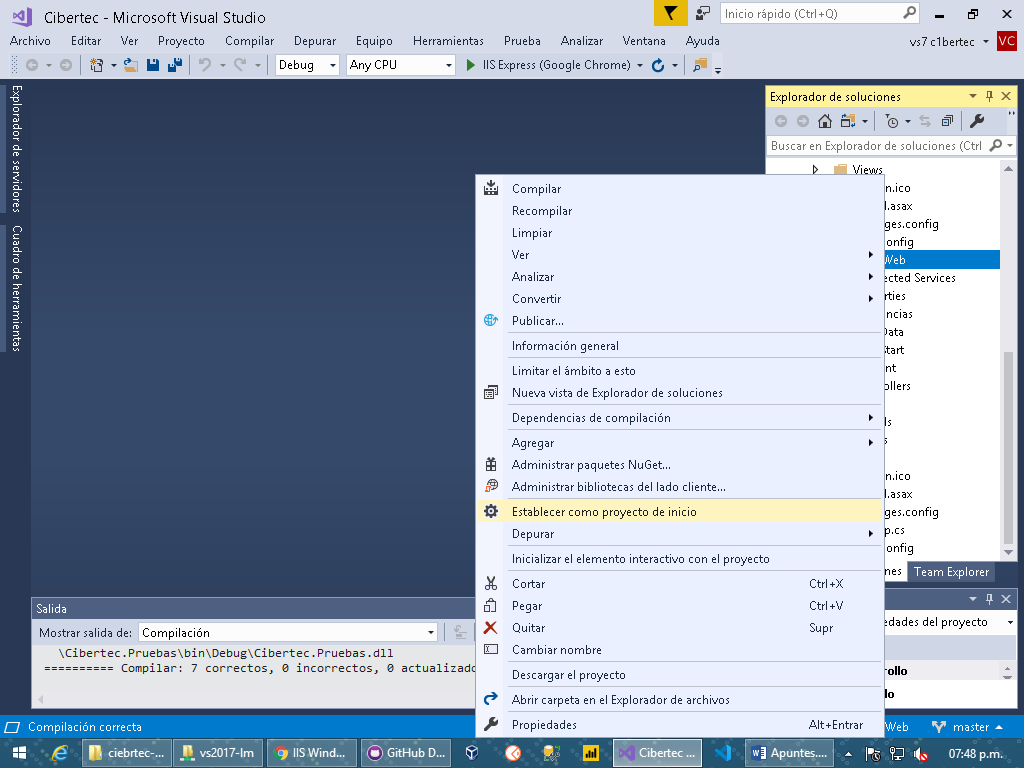 Cibertec - Microsoft Visual Studio
Inicio rápido (Ctrl+Q)
Archivo Editar Ver Proyecto Compilar Depurar Equipo Herramientas Prueba Analizar Ventana Ayuda
vs7 c1bertec VC
Debug Any CPU IIS Express (Google Chrome)
Explorador de servidores
Cuadro de herramientas
Explorador de soluciones
Buscar en Explorador de soluciones (Ctrl
Views
n.ico
l.asax
ges.config
onfig
Web
ected Services
rties
ncias
Data
tart
nt
ollers
ls
s
n.ico
l.asax
ges.config
p.cs
onfig
nes Team Explorer
Compilar
Recompilar
Limpiar
Ver
Analizar
Convertir
Publicar...
Información general
Limitar el ámbito a esto
Nueva vista de Explorador de soluciones
Dependencias de compilación
Agregar
Administrar paquetes NuGet...
Administrar bibliotecas del lado cliente...
Establecer como proyecto de inicio
Depurar
Inicializar el elemento interactivo con el proyecto
Cortar Ctrl+X
Pegar Ctrl+V
Quitar Supr
Cambiar nombre
Descargar el proyecto
Abrir carpeta en el Explorador de archivos
Propiedades Alt+Entrar
edades del proyecto
rollo
lo
Salida
Mostrar salida de: Compilación
\Cibertec.Pruebas\bin\Debug\Cibertec.Pruebas.dll
========== Compilar: 7 correctos, 0 incorrectos, 0 actualizado
Compilación correcta
Web master
ciebrtec-... vs2017-lm IIS Wind... GitHub D... Cibertec ... Apuntes.... 07:48 p.m.